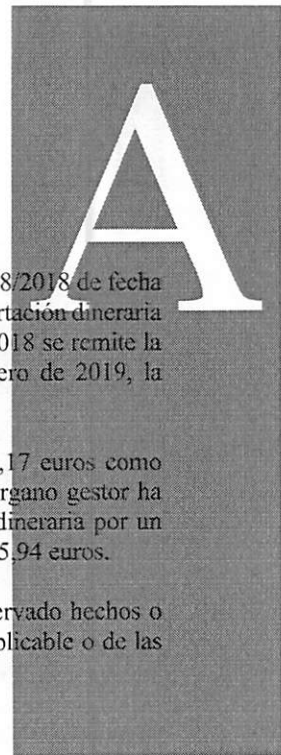 A
8/2018 de fecha
rtación dineraria
018 se remite la
ero de 2019, la
,17 euros como
rgano gestor ha
dineraria por un
5,94 euros.
ervado hechos o
plicable o de las